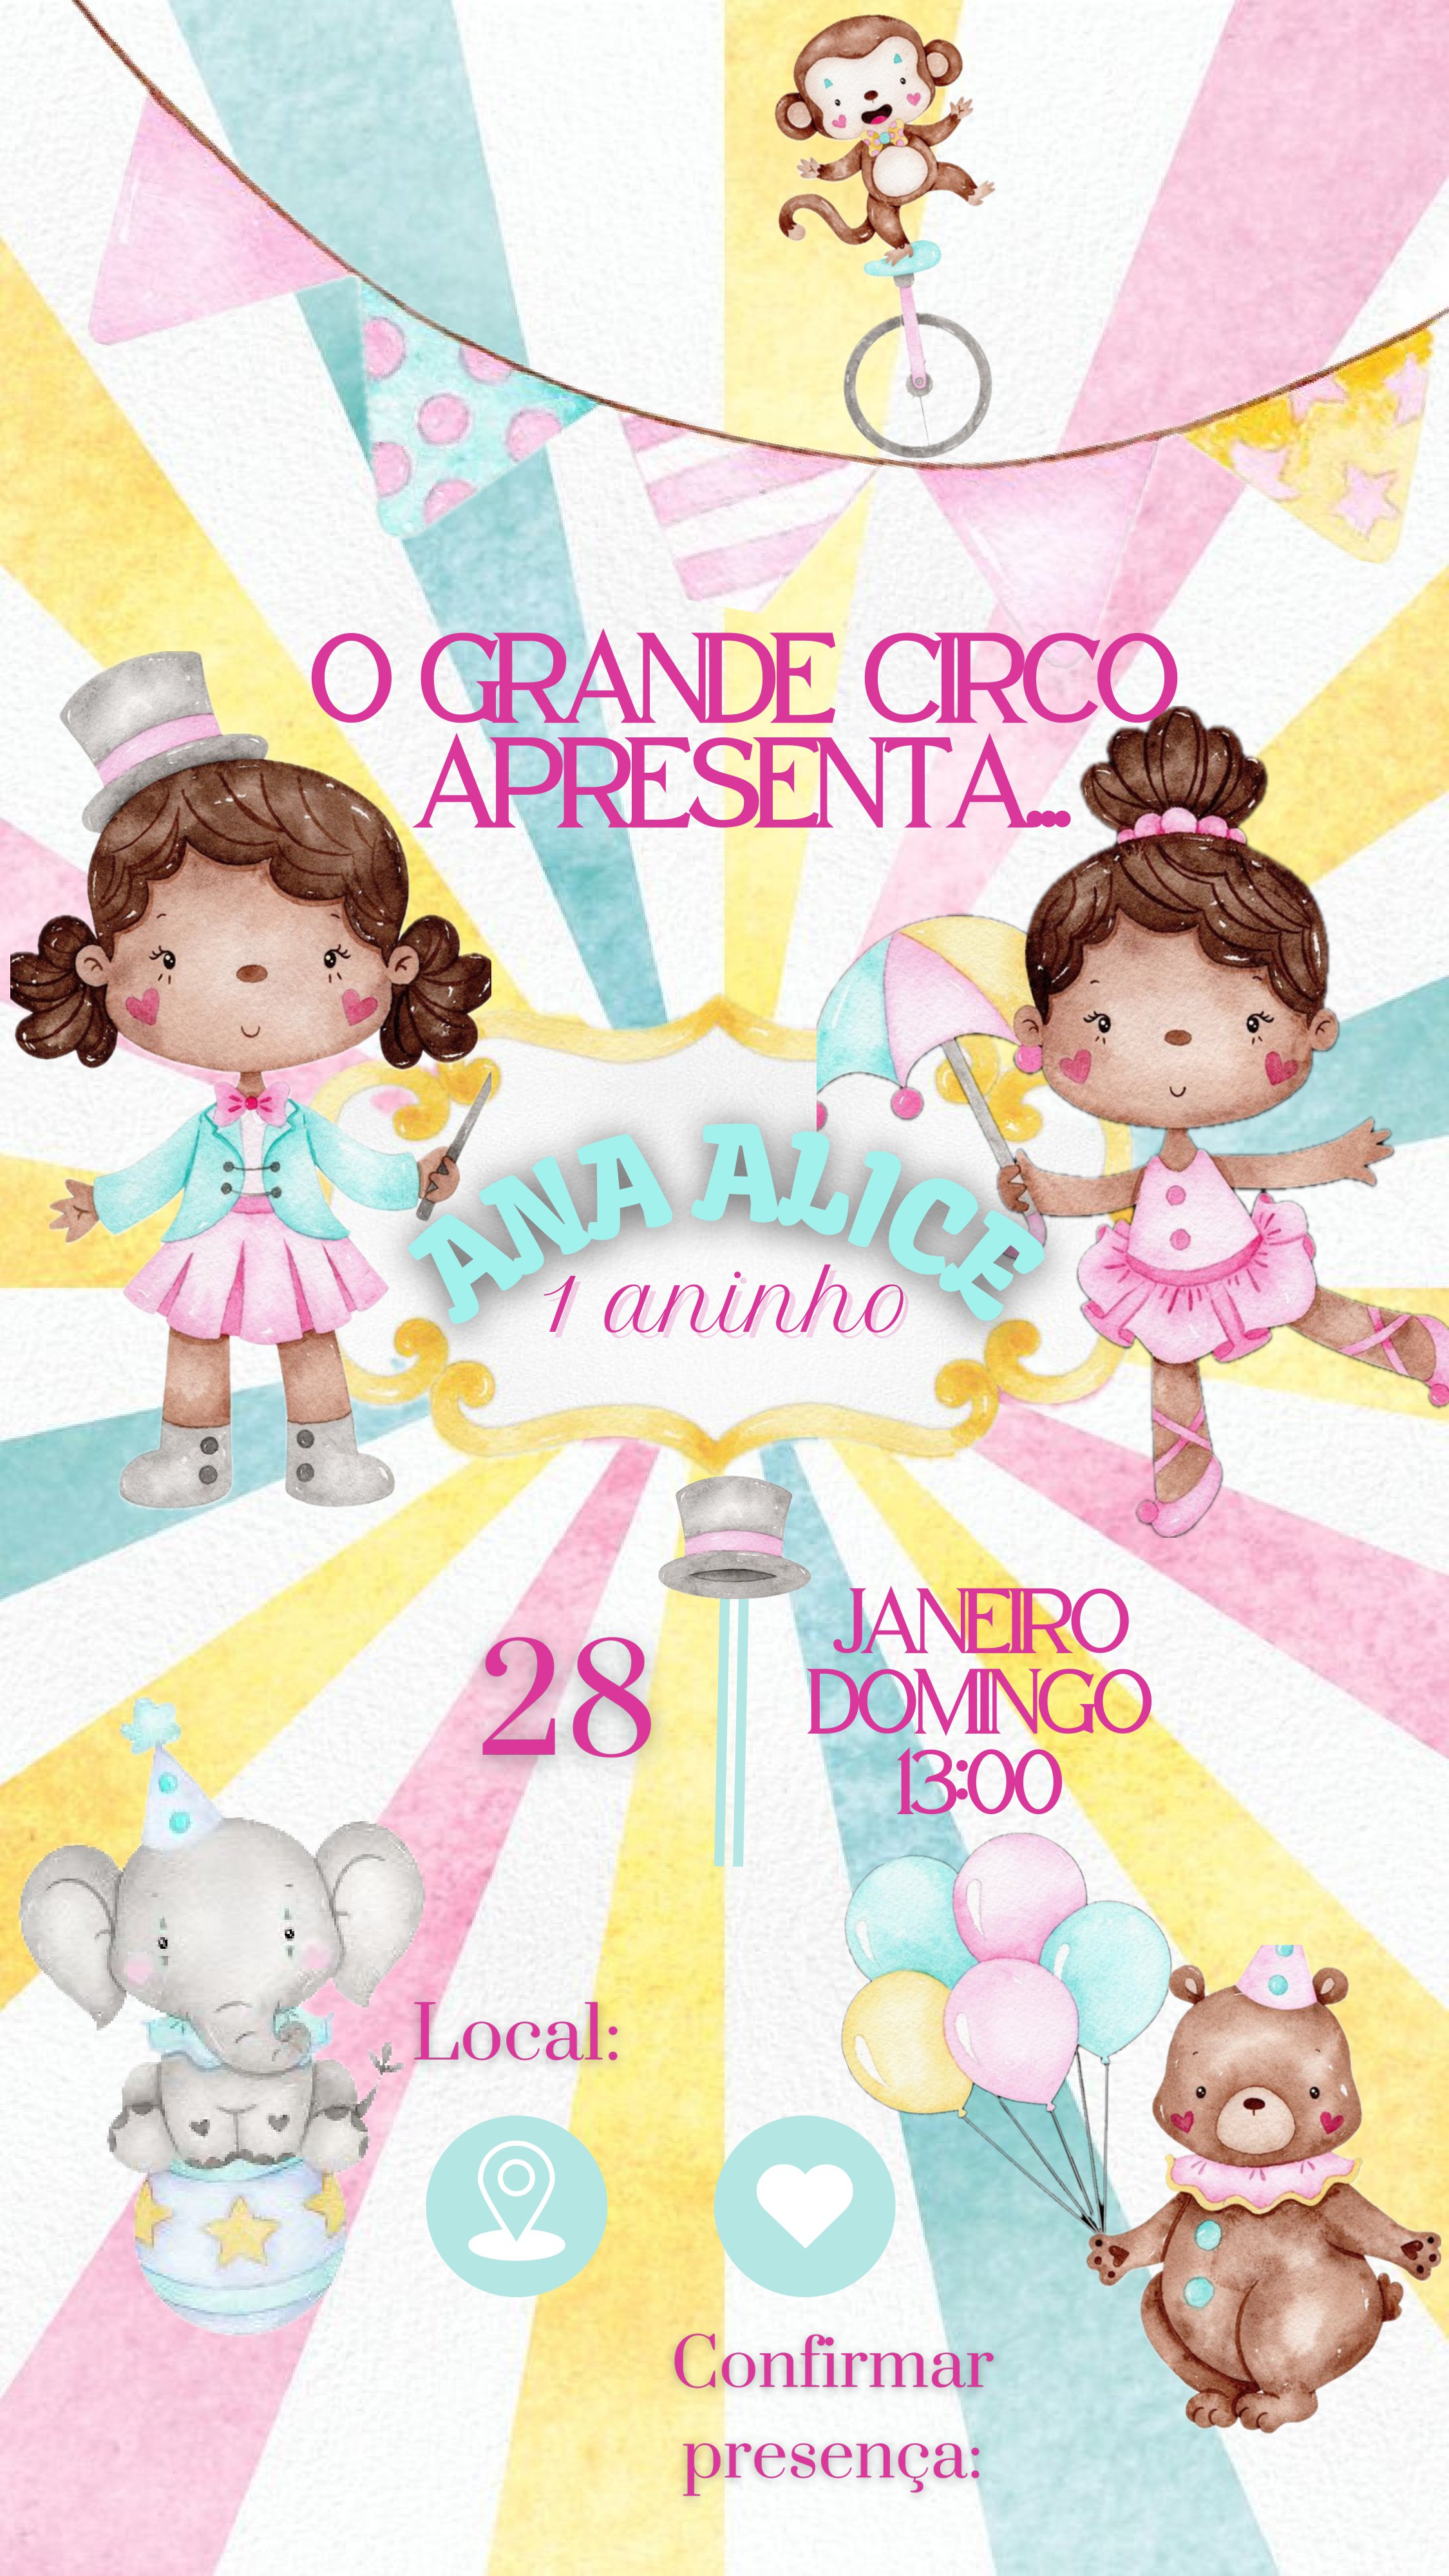 O GRANDE CIRCO
APRESENTA...
ANA ALICE
1 aninho
28
JANEIRO
DOMINGO
13:00
Local:
Confirmar
presença: